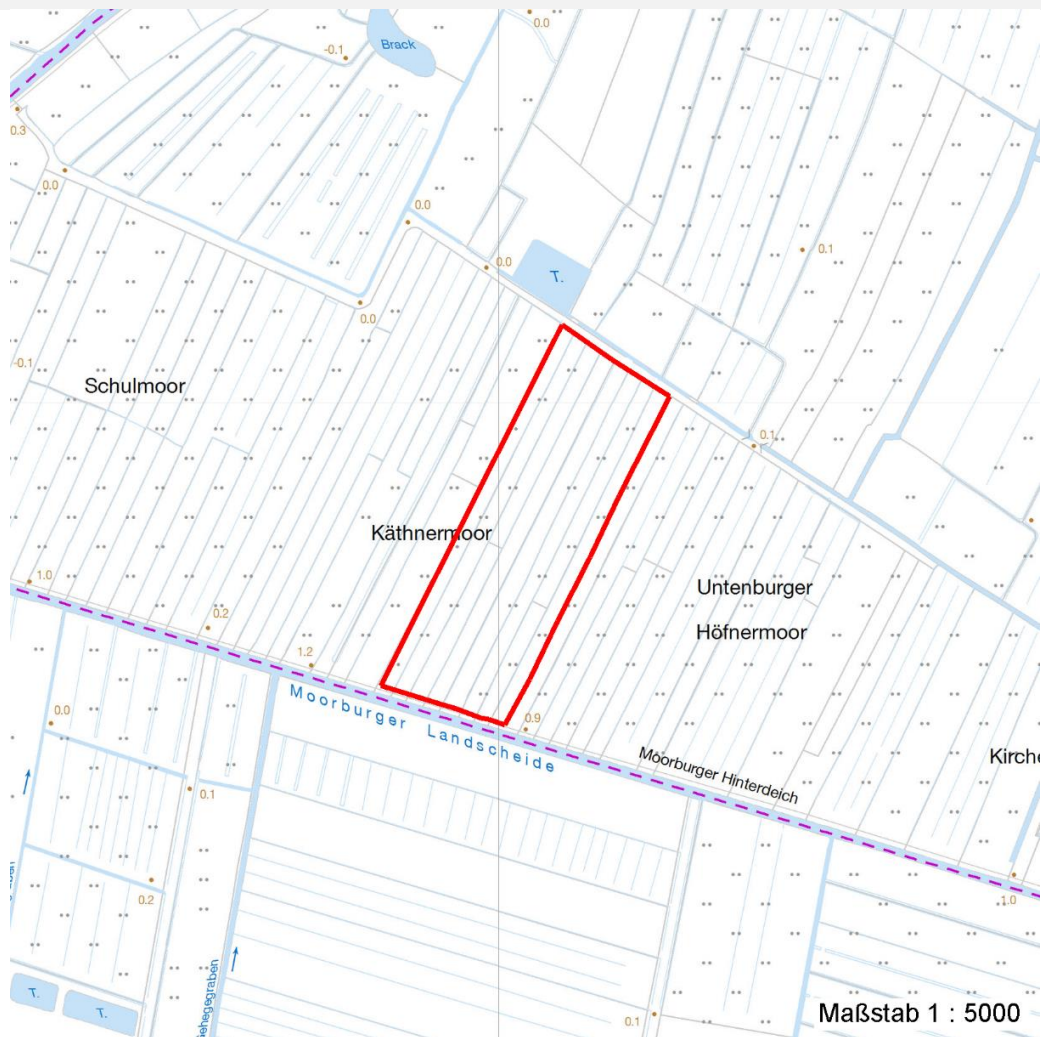 0.0
-0.1
Brack
0.3
0.0
0.0
0.0
0.1
T.
0.0
-0.1
Schulmoor
0.1
Käthnermoor
1.0
Untenburger
Höfnermoor
0.2
1.2
Moorburger Landscheide
0.9
0.0
Moorburger Hinterdeich
Kirche
0.1
0.2
1.0
T.
T.
Gehegegraben
0.1
Maßstab 1 : 5000